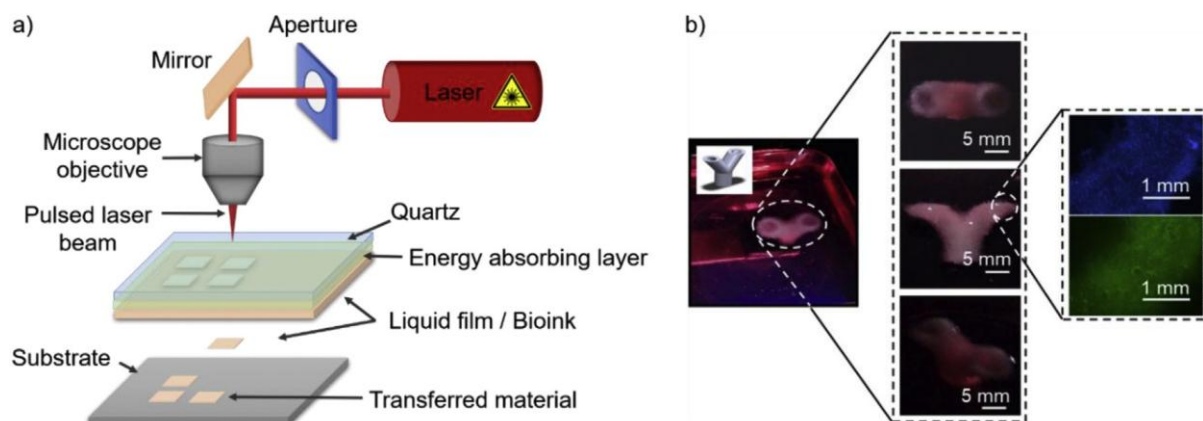 a)
Aperture
Mirror
Laser
Microscope
objective
Pulsed laser
beam
Quartz
Energy absorbing layer
Liquid film / Bioink
Substrate
Transferred material
b)
5 mm
5 mm
5 mm
1 mm
1 mm